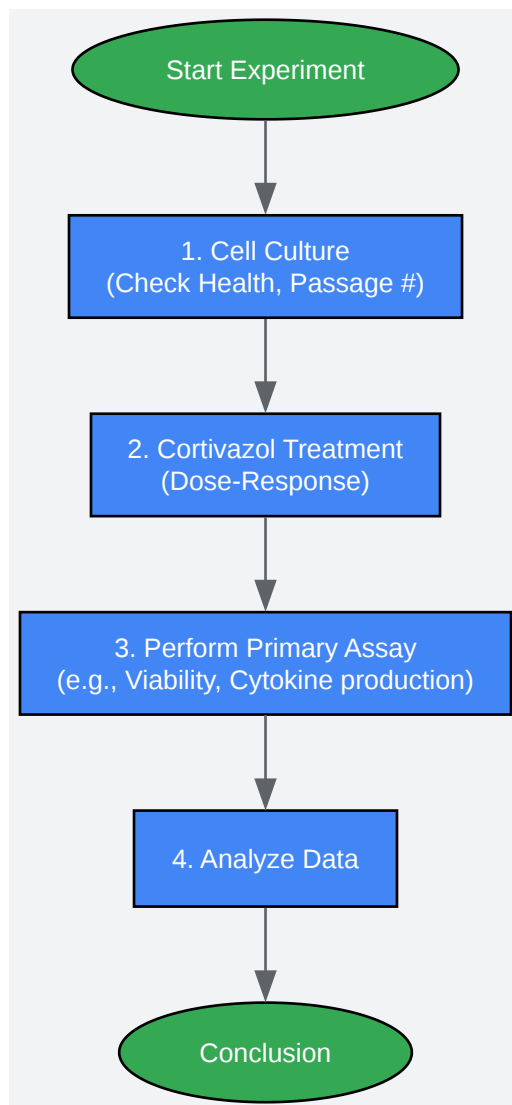 Start Experiment
1. Cell Culture
(Check Health, Passage #)
2. Cortivazol Treatment
(Dose-Response)
3. Perform Primary Assay
(e.g., Viability, Cytokine production)
4. Analyze Data
Conclusion